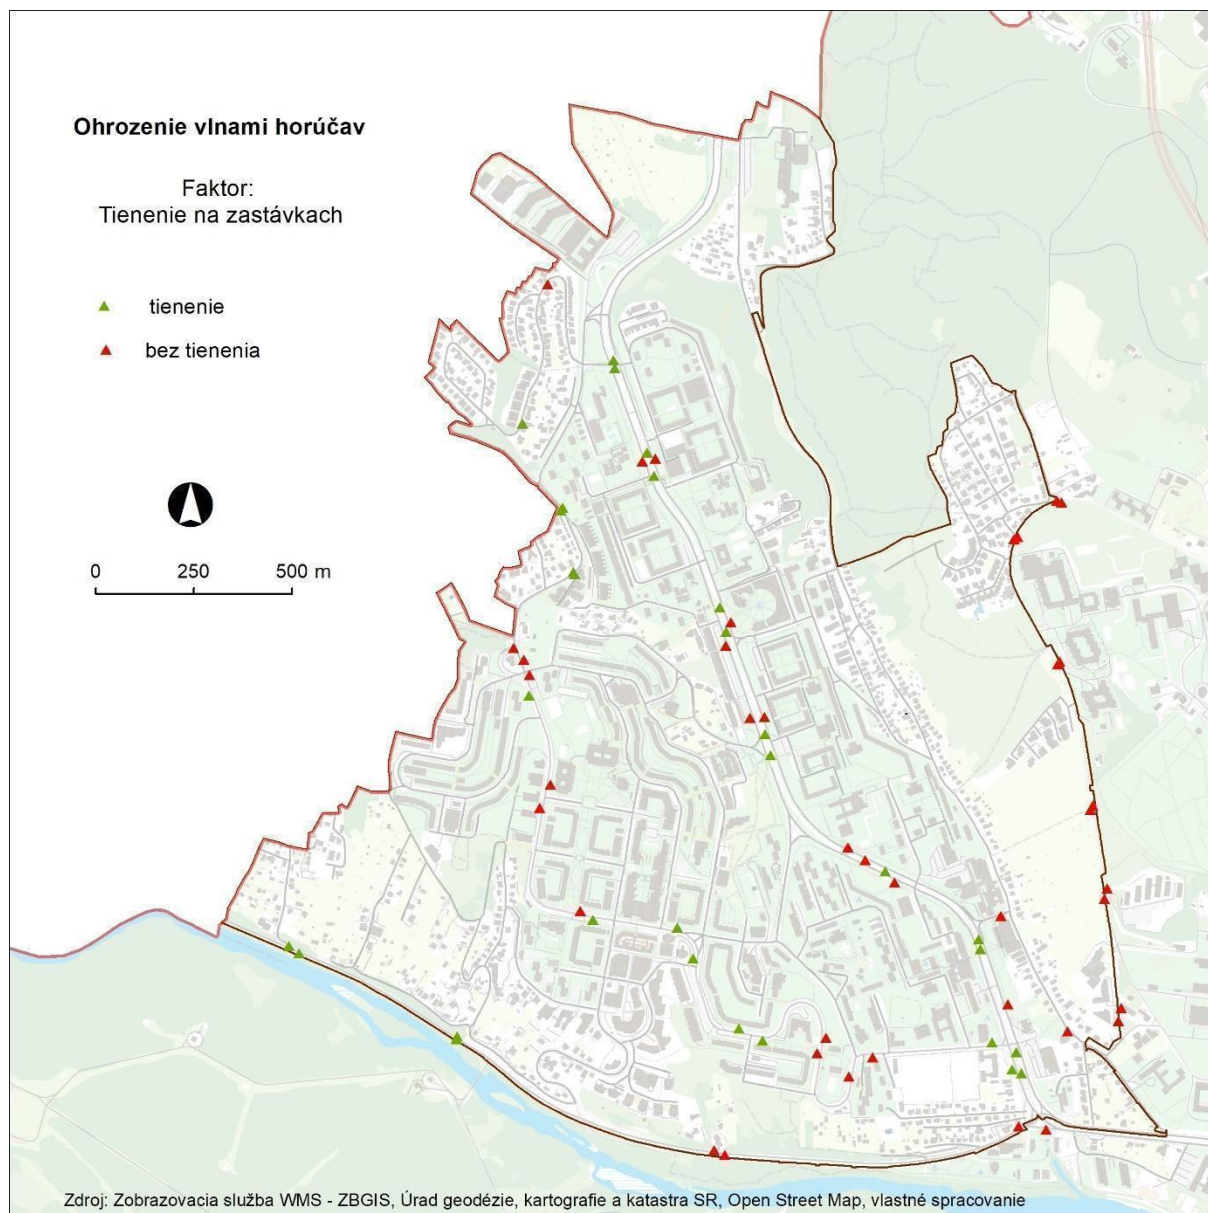 Ohrozenie vlnami horúčav
Faktor:
Tienenie na zastávkach
tienenie
bez tienenia
0 250 500 m
Zdroj: Zobrazovacia služba WMS - ZBGIS, Úrad geodézie, kartografie a katastra SR, Open Street Map, vlastné spracovanie